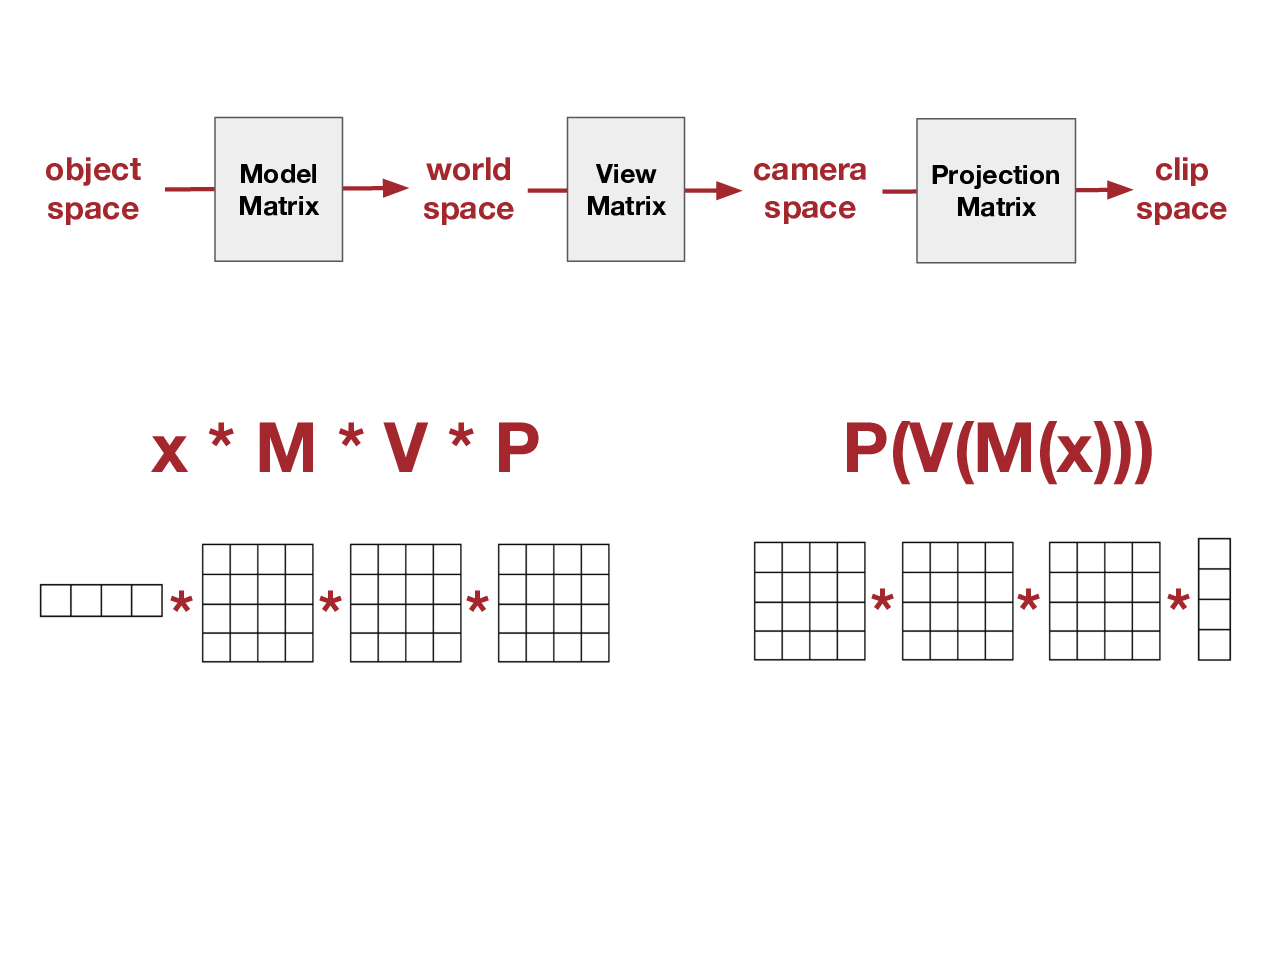 object
space
Model
Matrix
world
space
View
Matrix
camera
space
Projection
Matrix
clip
space
x * M * V * P
P(V(M(x)))
* * *
* * *